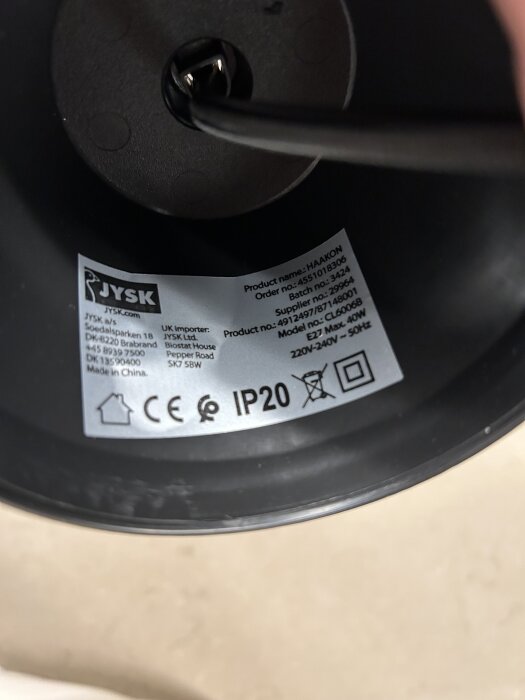 JYSK
JYSK.com
JYSK a/s
Soedalsparken 18
DK-8220 Brabrand
+45 8939 7500
DK 13590400
Made in China.
UK importer:
JYSK Ltd.
Biostat House
Pepper Road
SK7 5BW
Product name.: HAAKON
Order no.: 4551018306
Batch no.: 3424
Supplier no.: 29964
Product no.: 4912497/87148001
Model no.: CL6006B
E27 Max. 40W
220V-240V ~ 50Hz
CE IP20